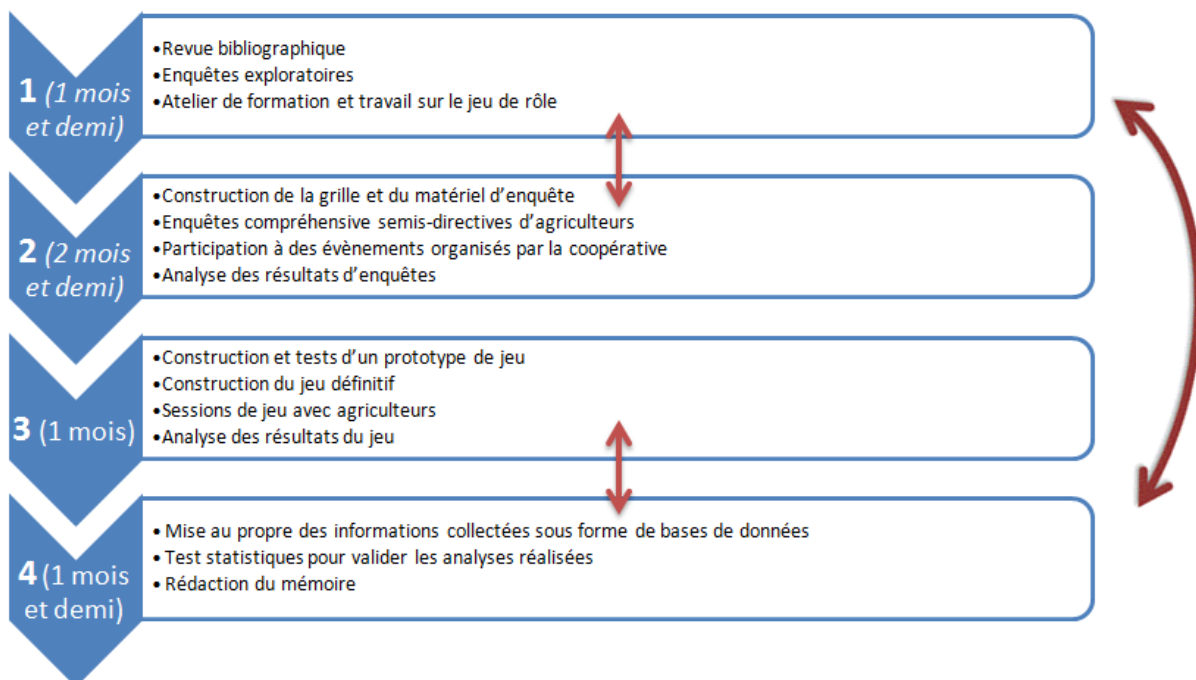 1 (1 mois
et demi)
•Revue bibliographique
•Enquêtes exploratoires
•Atelier de formation et travail sur le jeu de rôle
2 (2 mois
et demi)
•Construction de la grille et du matériel d'enquête
•Enquêtes compréhensive semis-directives d'agriculteurs
•Participation à des évènements organisés par la coopérative
•Analyse des résultats d'enquêtes
3 (1 mois)
•Construction et tests d'un prototype de jeu
•Construction du jeu définitif
•Sessions de jeu avec agriculteurs
•Analyse des résultats du jeu
4 (1 mois
et demi)
• Mise au propre des informations collectées sous forme de bases de données
• Test statistiques pour valider les analyses réalisées
• Rédaction du mémoire